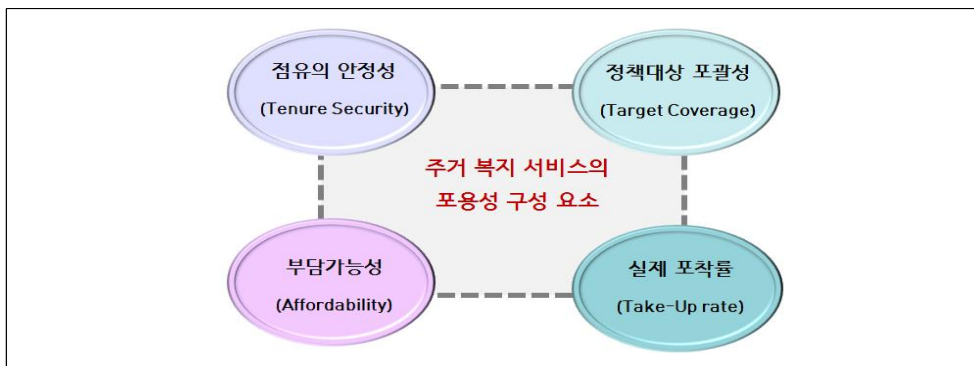 점유의 안정성
(Tenure Security)
정책대상 포괄성
(Target Coverage)
주거 복지 서비스의
포용성 구성 요소
부담가능성
(Affordability)
실제 포착률
(Take-Up rate)